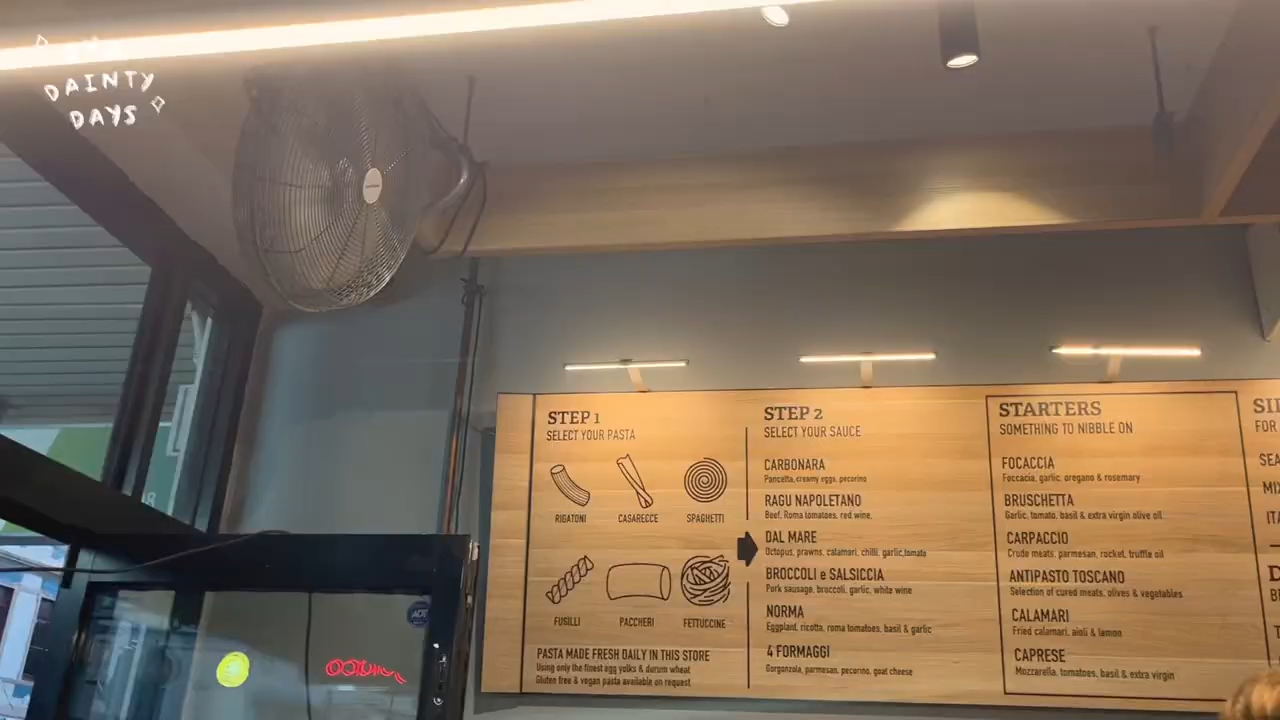 DAINTY
DAYS
STEP 1
SELECT YOUR PASTA
RIGATONI
CASARECCE
SPAGHETTI
FUSILLI
PACCHERI
FETTUCCINE
PASTA MADE FRESH DAILY IN THIS STORE
Using only the finest egg yolks & durum wheat
Gluten free & vegan pasta available on request
STEP 2
SELECT YOUR SAUCE
CARBONARA
Pancetta, creamy eggs, pecorino
RAGU NAPOLETANO
Beef, Roma tomatoes, red wine,
DAL MARE
Octopus, prawns, calamari, chilli, garlic,tomato
BROCCOLI e SALSICCIA
Pork sausage, broccoli, garlic, white wine
NORMA
Eggplant, ricotta, roma tomatoes, basil & garlic
4 FORMAGGI
Gorgonzola, parmesan, pecorino, goat cheese
STARTERS
SOMETHING TO NIBBLE ON
FOCACCIA
Foccacia, garlic, oregano & rosemary
BRUSCHETTA
Garlic, tomato, basil & extra virgin olive oil
CARPACCIO
Crude meats, parmesan, rocket, truffle oil
ANTIPASTO TOSCANO
Selection of cured meats, olives & vegetables
CALAMARI
Fried calamari, aioli & lemon
CAPRESE
Mozzarella, tomatoes, basil & extra virgin
FOR
ADT